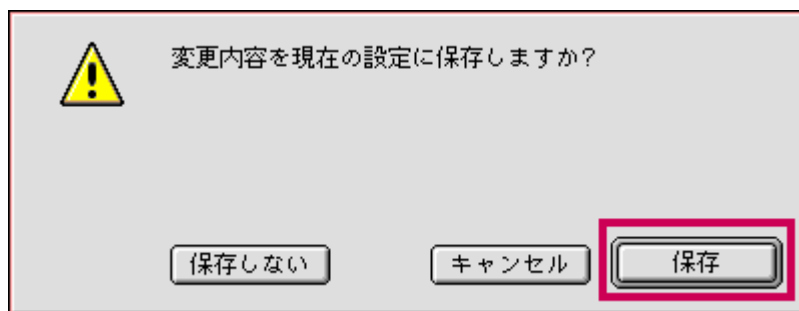 変更内容を現在の設定に保存しますか?
保存しない
キャンセル
保存